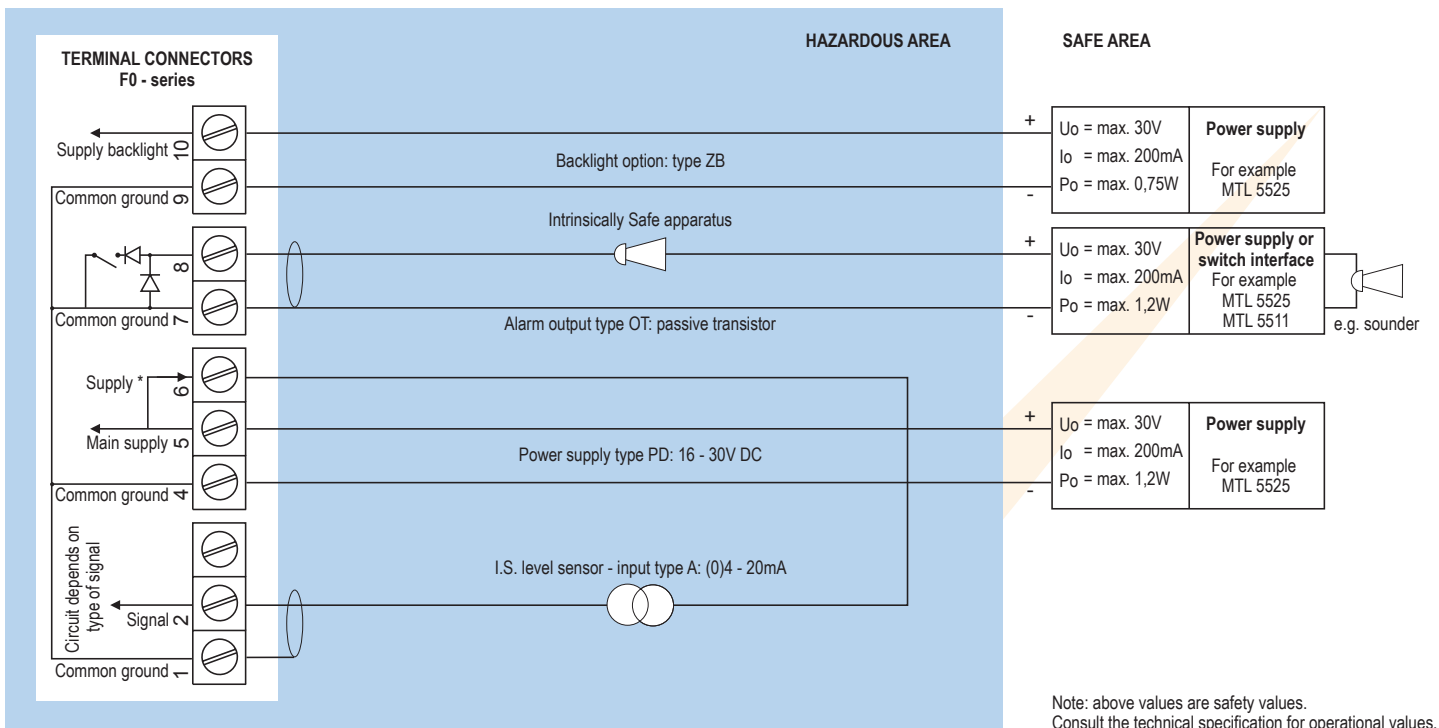 HAZARDOUS AREA
SAFE AREA
TERMINAL CONNECTORS
F0 - series
Supply backlight
10
Common ground
9
Backlight option: type ZB
+
-
Uo = max. 30V
Io = max. 200mA
Po = max. 0,75W
Power supply
For example
MTL 5525
8
Common ground
7
Intrinsically Safe apparatus
Alarm output type OT: passive transistor
+
-
Uo = max. 30V
Io = max. 200mA
Po = max. 1,2W
Power supply or
switch interface
For example
MTL 5525
MTL 5511
e.g. sounder
Supply *
6
Main supply
5
Common ground
4
Power supply type PD: 16 - 30V DC
+
-
Uo = max. 30V
Io = max. 200mA
Po = max. 1,2W
Power supply
For example
MTL 5525
Circuit depends on
type of signal
Signal
2
Common ground
1
I.S. level sensor - input type A: (0)4 - 20mA
Note: above values are safety values.
Consult the technical specification for operational values.